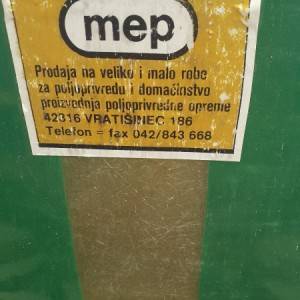 mep
Prodaja na veliko i malo robe
za poljoprivredu i domaćinstvo
proizvodnja poljoprivredne opreme
42316 VRATIŠINEC 186
Telefon = fax 042/843 668